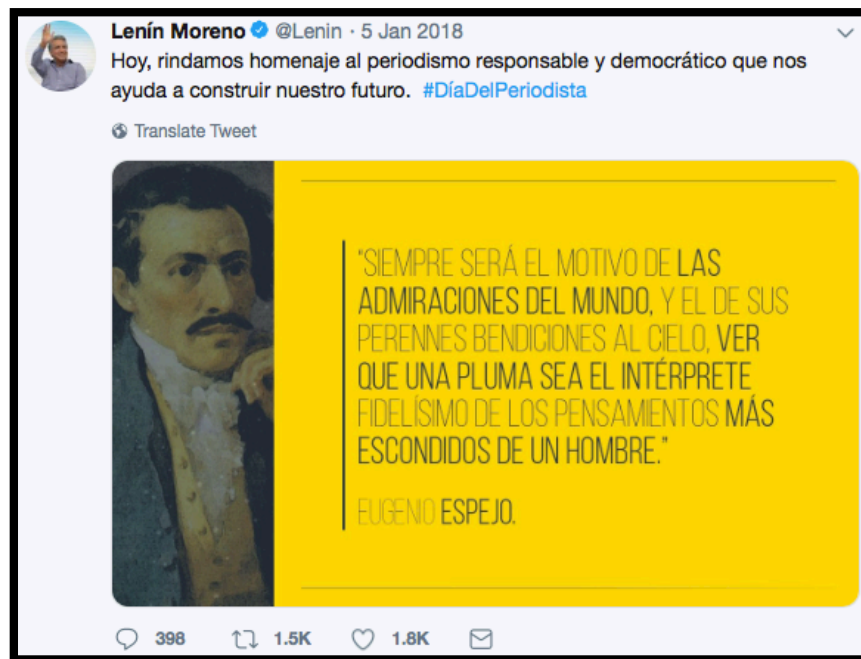 Lenín Moreno @Lenin · 5 Jan 2018
Hoy, rindamos homenaje al periodismo responsable y democrático que nos
ayuda a construir nuestro futuro. #DíaDelPeriodista
Translate Tweet
"SIEMPRE SERÁ EL MOTIVO DE LAS
ADMIRACIONES DEL MUNDO, Y EL DE SUS
PERENNES BENDICIONES AL CIELO, VER
QUE UNA PLUMA SEA EL INTÉRPRETE
FIDELÍSIMO DE LOS PENSAMIENTOS MÁS
ESCONDIDOS DE UN HOMBRE."
EUGENIO ESPEJO.
398 1.5K 1.8K